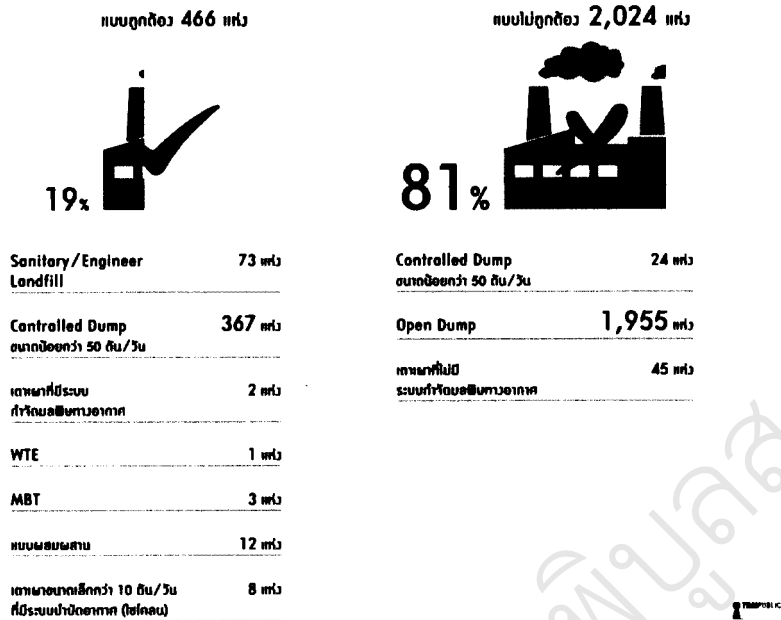 แบบถูกต้อง 466 แห่ง
19%
Sanitary/Engineer 73 แห่ง
Landfill
Controlled Dump 367 แห่ง
ขนาดน้อยกว่า 50 ตัน/วัน
เตาเผาที่มีระบบ 2 แห่ง
กำจัดมลพิษทางอากาศ
WTE 1 แห่ง
MBT 3 แห่ง
แบบผสมผสาน 12 แห่ง
เตาเผาขนาดเล็กกว่า 10 ตัน/วัน 8 แห่ง
ที่มีระบบบำบัดอากาศ (ไซโคลน)
แบบไม่ถูกต้อง 2,024 แห่ง
81%
Controlled Dump 24 แห่ง
ขนาดน้อยกว่า 50 ตัน/วัน
Open Dump 1,955 แห่ง
เตาเผาที่ไม่มี 45 แห่ง
ระบบกำจัดมลพิษทางอากาศ